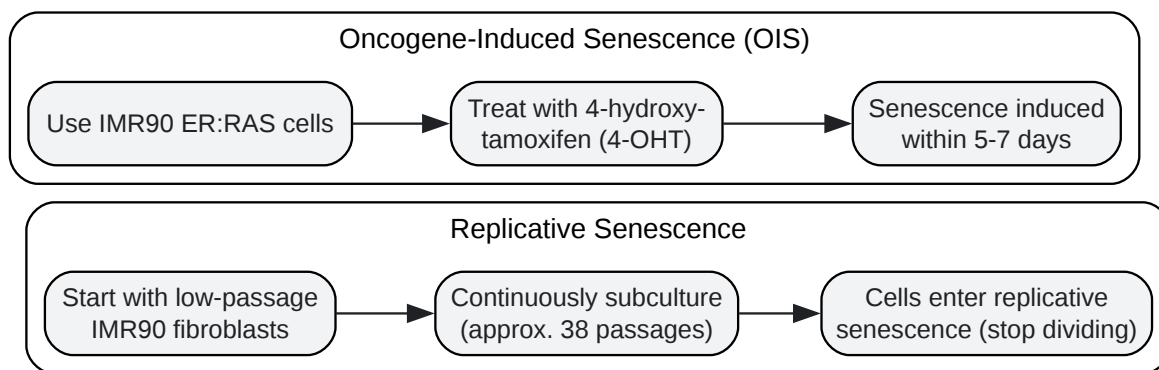 Oncogene-Induced Senescence (OIS)
Use IMR90 ER:RAS cells
Treat with 4-hydroxy-
tamoxifen (4-OHT)
Senescence induced
within 5-7 days
Replicative Senescence
Start with low-passage
IMR90 fibroblasts
Continuously subculture
(approx. 38 passages)
Cells enter replicative
senescence (stop dividing)